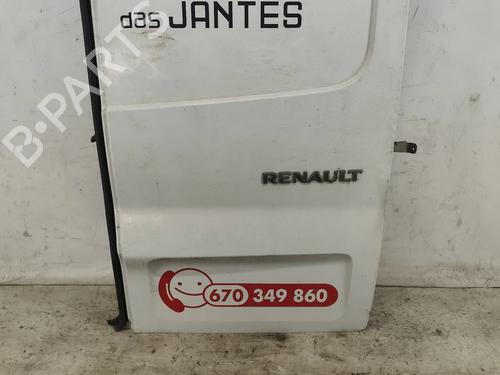 das JANTES
B-PARTS
RENAULT
670 349 860